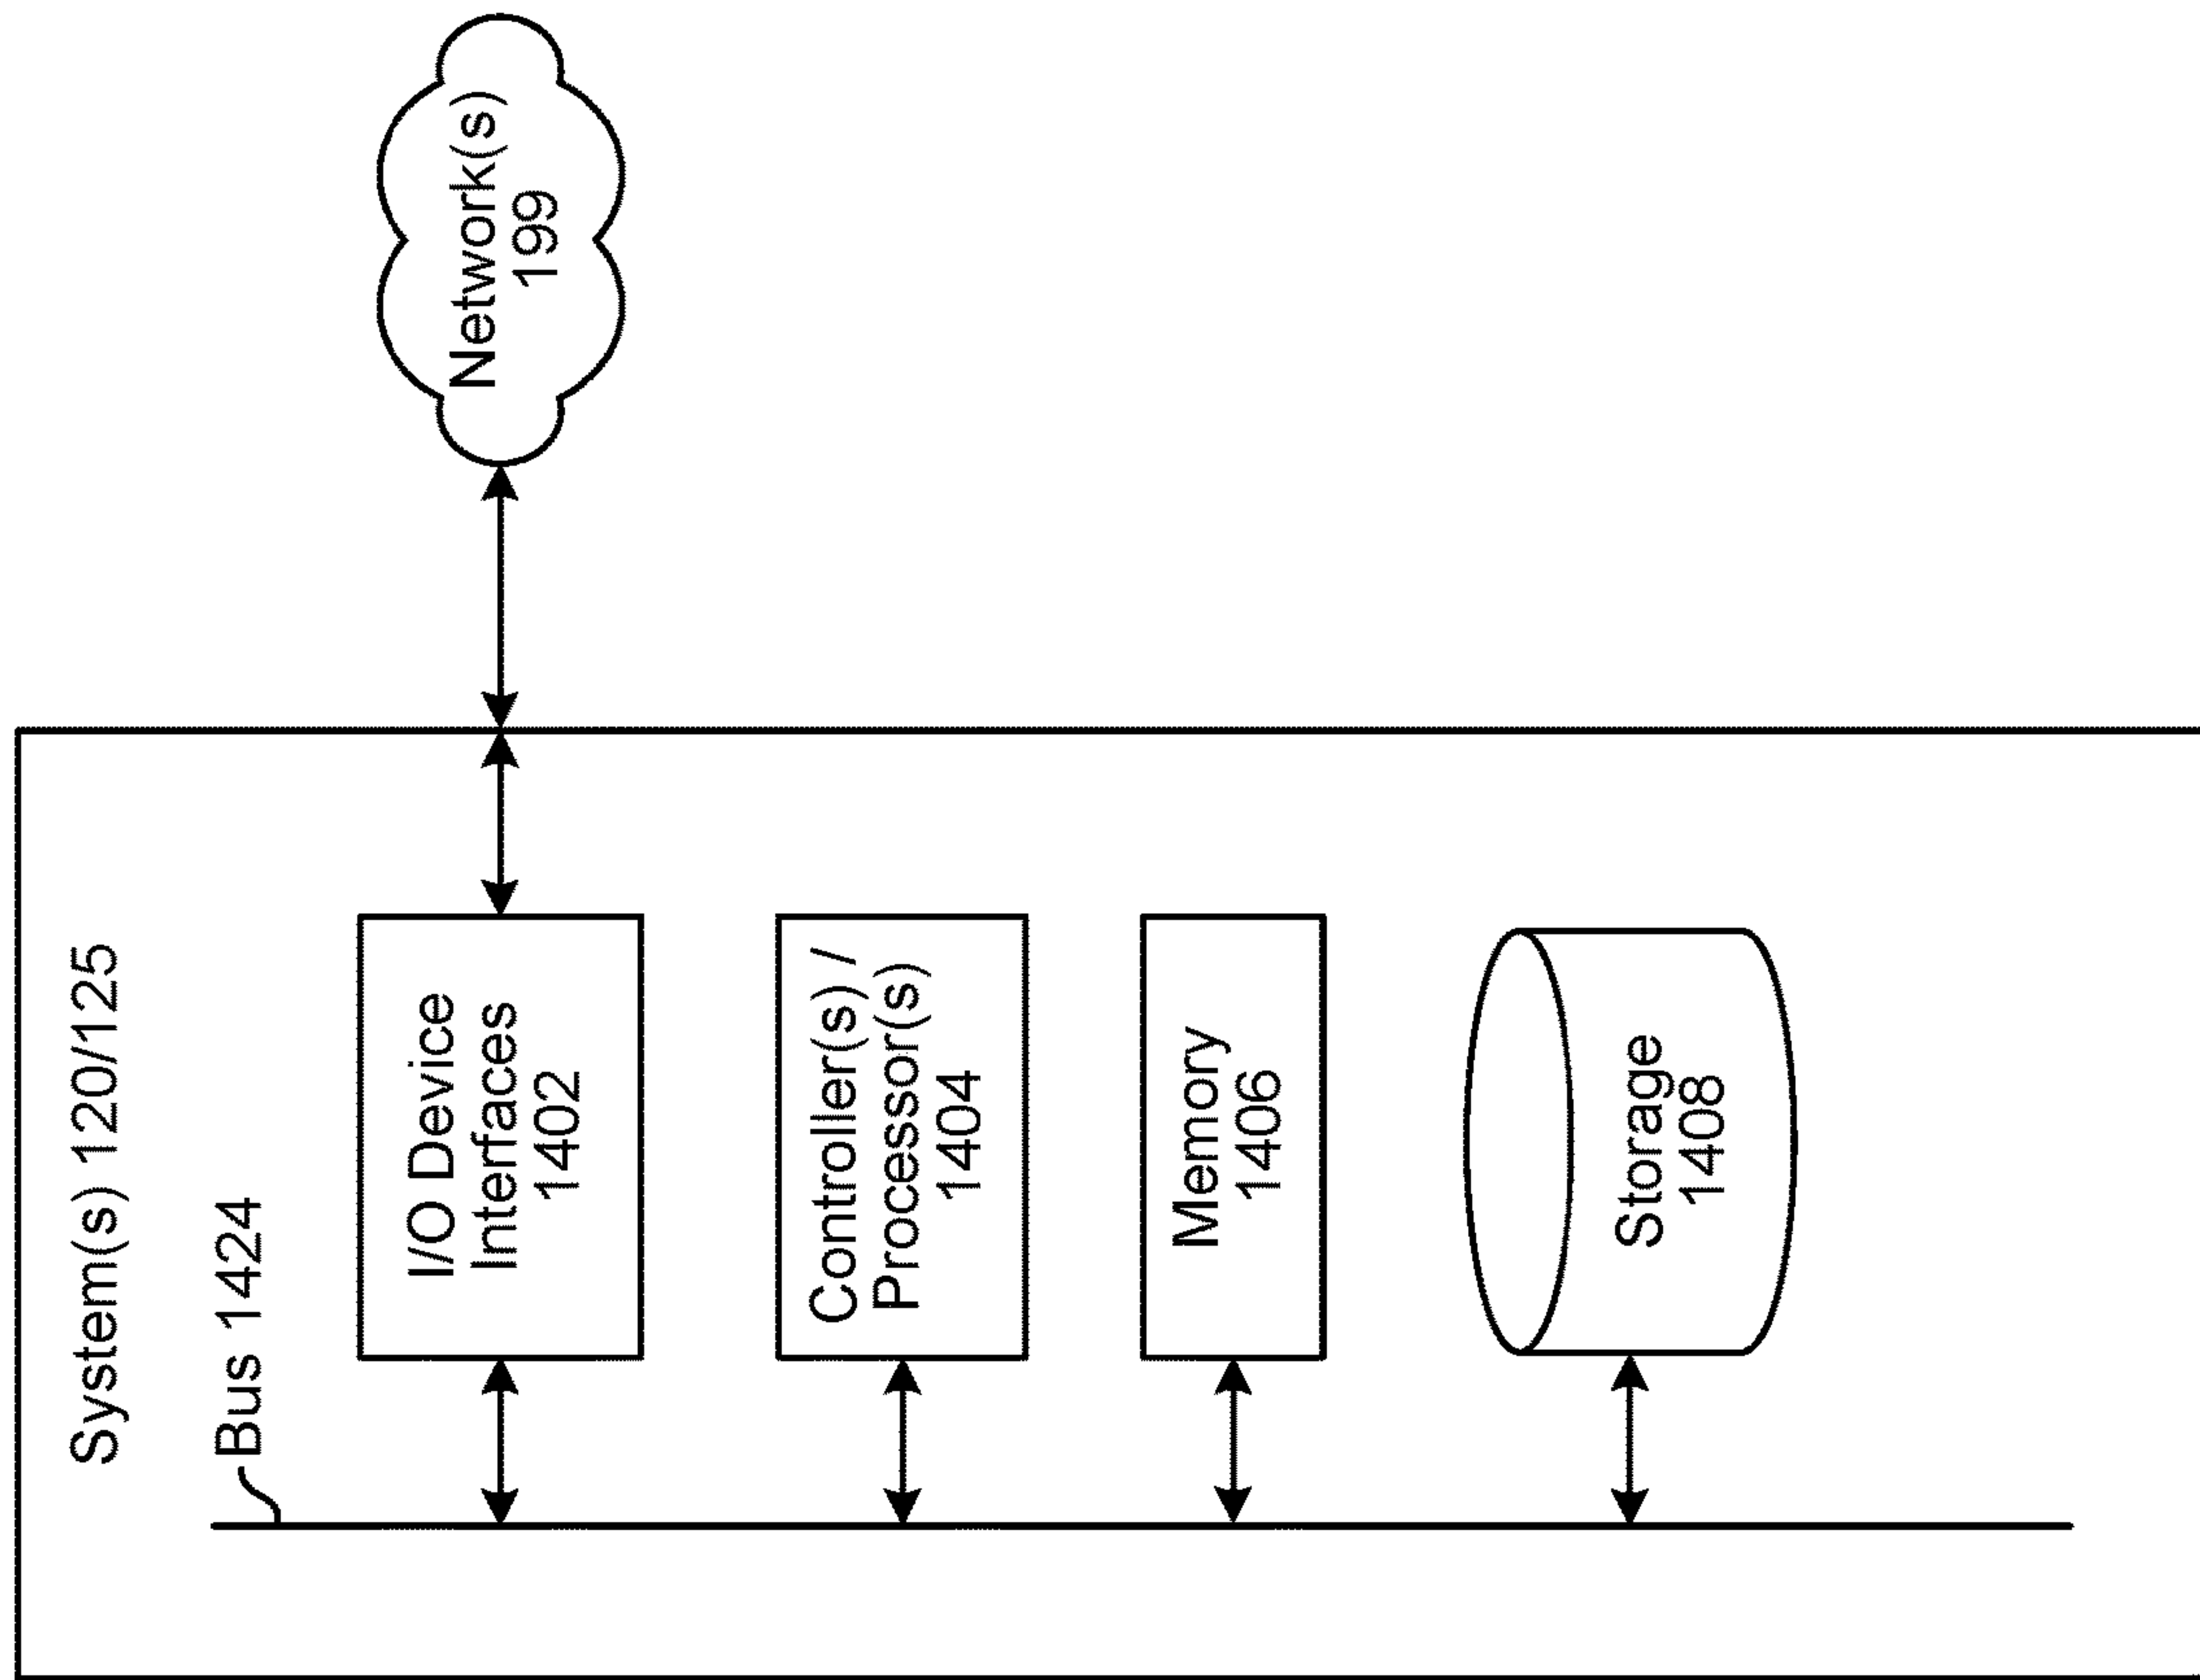 System(s) 120/125
Bus 1424
I/O Device
Interfaces
1402
Network(s)
199
Controller(s) /
Processor(s)
1404
Memory
1406
Storage
1408